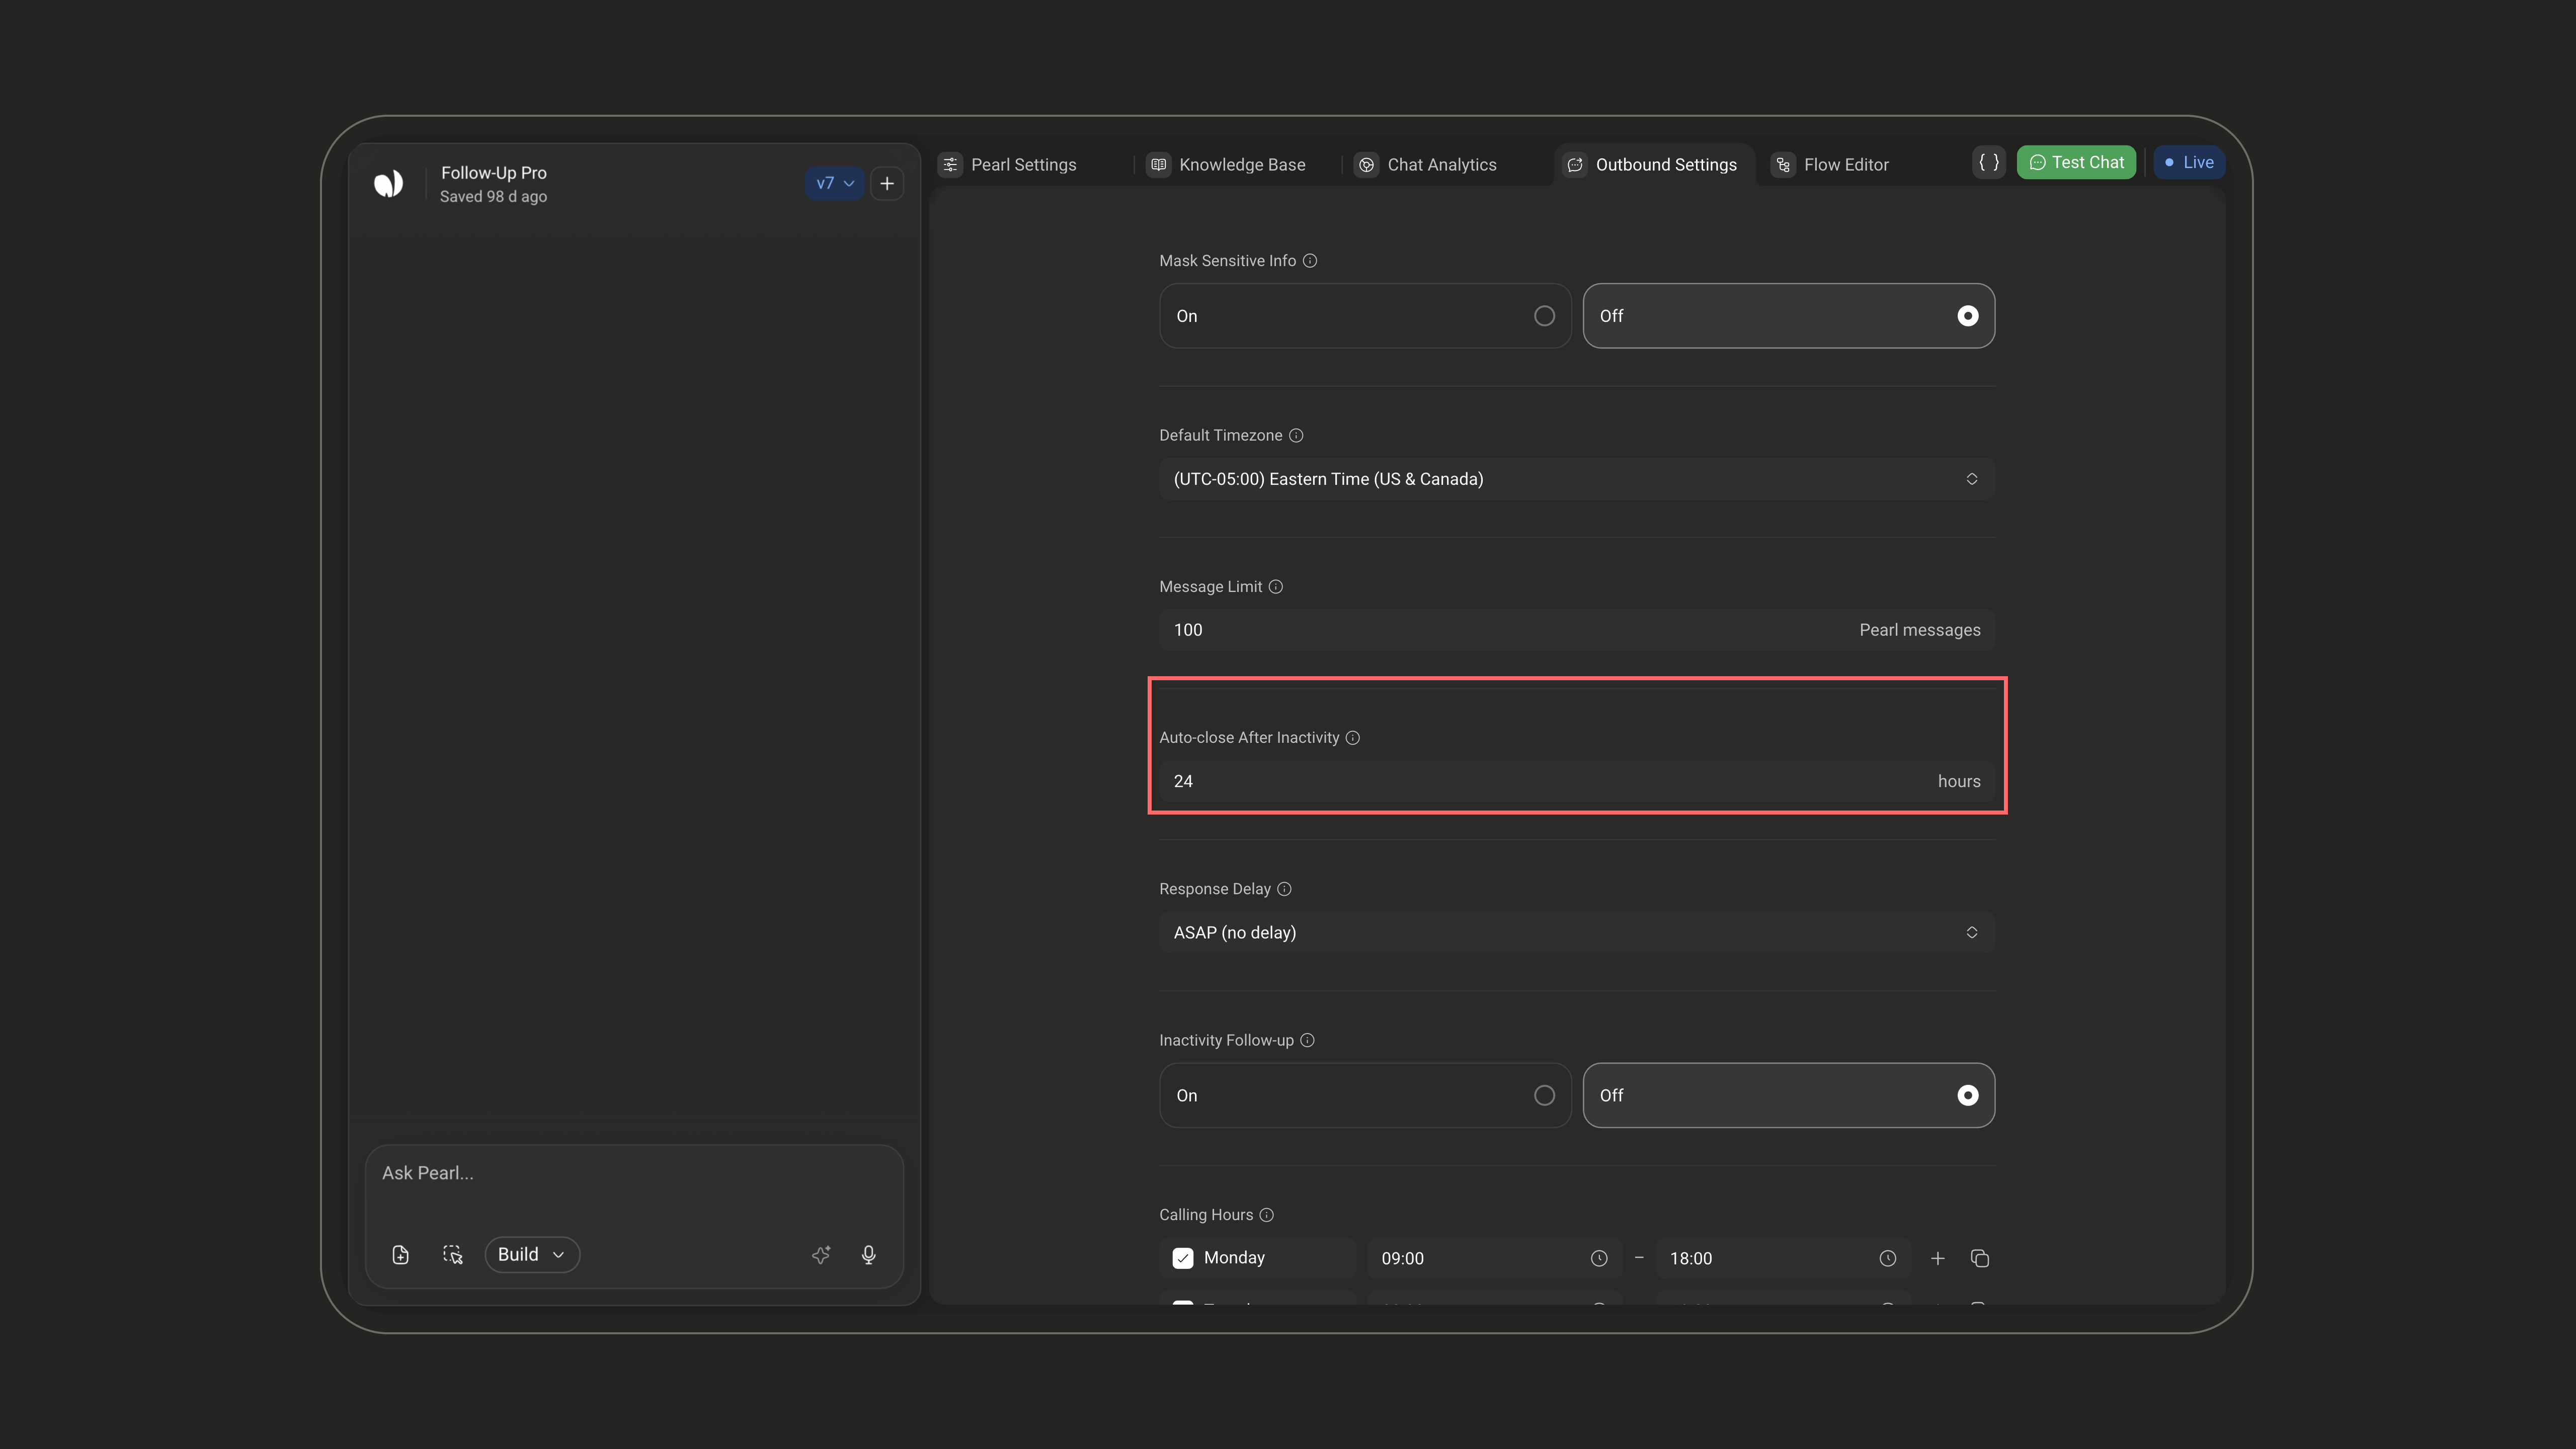 Follow-Up Pro
Saved 98 d ago
v7
Pearl Settings
Knowledge Base
Chat Analytics
Outbound Settings
Flow Editor
{ }
Test Chat
Live
Mask Sensitive Info
On
Off
Default Timezone
(UTC-05:00) Eastern Time (US & Canada)
Message Limit
100 Pearl messages
Auto-close After Inactivity
24 hours
Response Delay
ASAP (no delay)
Inactivity Follow-up
On
Off
Calling Hours
Monday 09:00 – 18:00
Ask Pearl...
Build